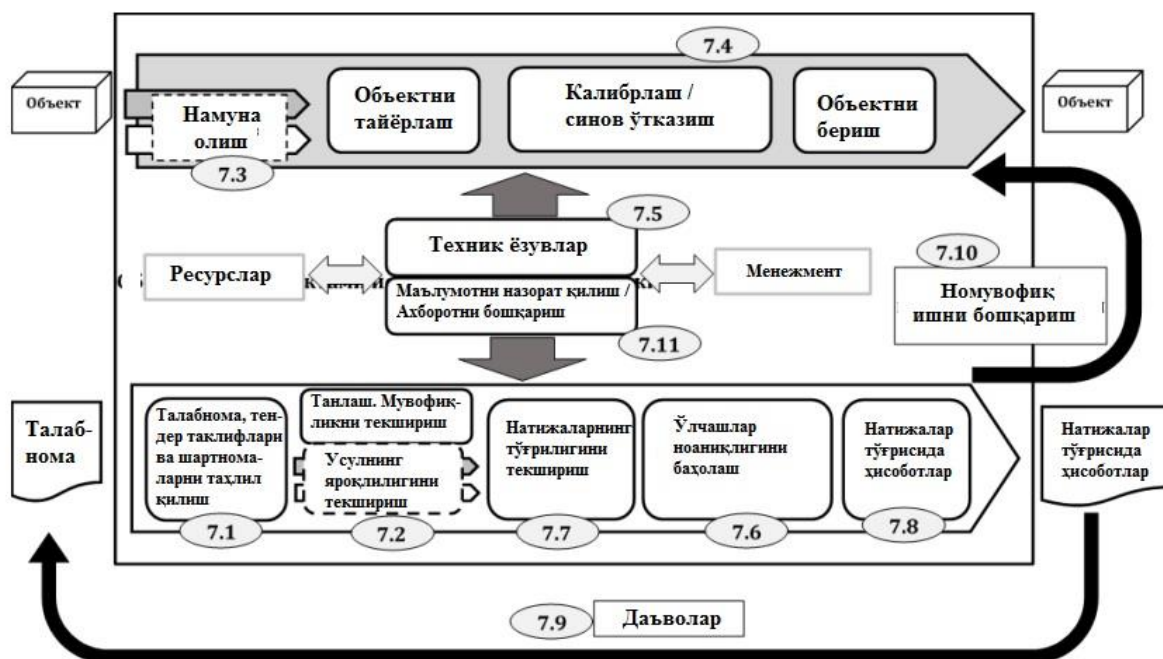 7.4
Объект
Намуна
олиш
7.3
Объектни
тайёрлаш
Калибрлаш /
синов ўтказиш
Объектни
бериш
Объект
7.5
Техник ёзувлар
Ресурслар
Менежмент
Маълумотни назорат қилиш /
Ахборотни бошқариш
7.11
7.10
Номувофиқ
ишни бошқариш
Талаб-
нома
Талабнома, тен-
дер таклифлари
ва шартнома-
ларни таҳлил
қилиш
7.1
Танлаш. Мувофиқ-
ликни текшириш
Усулнинг
яроқлилигини
текшириш
7.2
Натижаларнинг
тўғрилигини
текшириш
7.7
Ўлчашлар
ноаниқлигини
баҳолаш
7.6
Натижалар
тўғрисида
ҳисоботлар
7.8
Натижалар
тўғрисида
ҳисоботлар
7.9
Даъволар